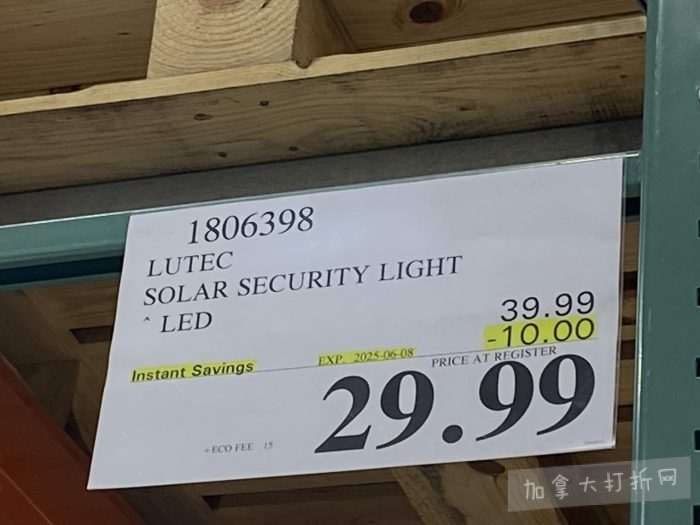 1806398
LUTEC
SOLAR SECURITY LIGHT
^ LED
39.99
-10.00
Instant Savings
EXP. 2025-06-08
PRICE AT REGISTER
29.99
+ECO FEE 15
加拿大打折网